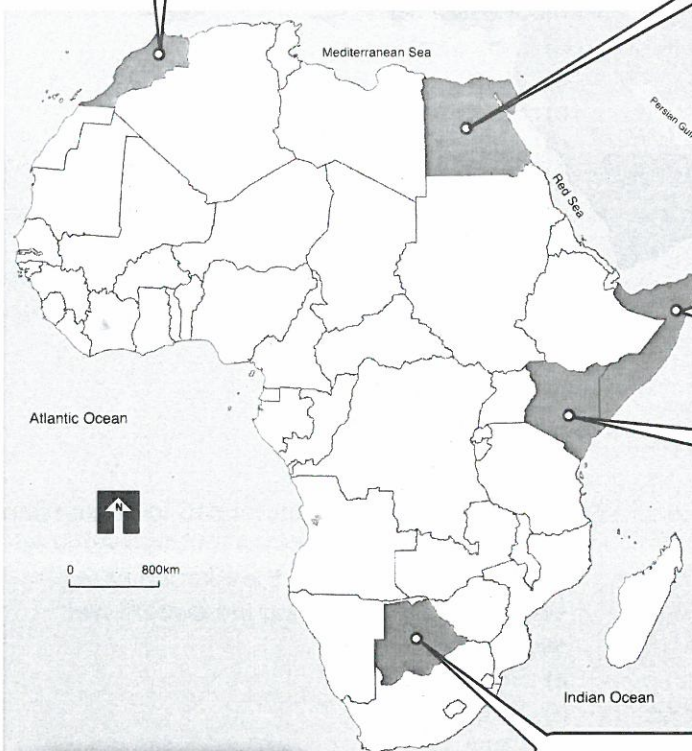 Mediterranean Sea
Persian Gulf
Red Sea
Atlantic Ocean
N
0 800km
Indian Ocean